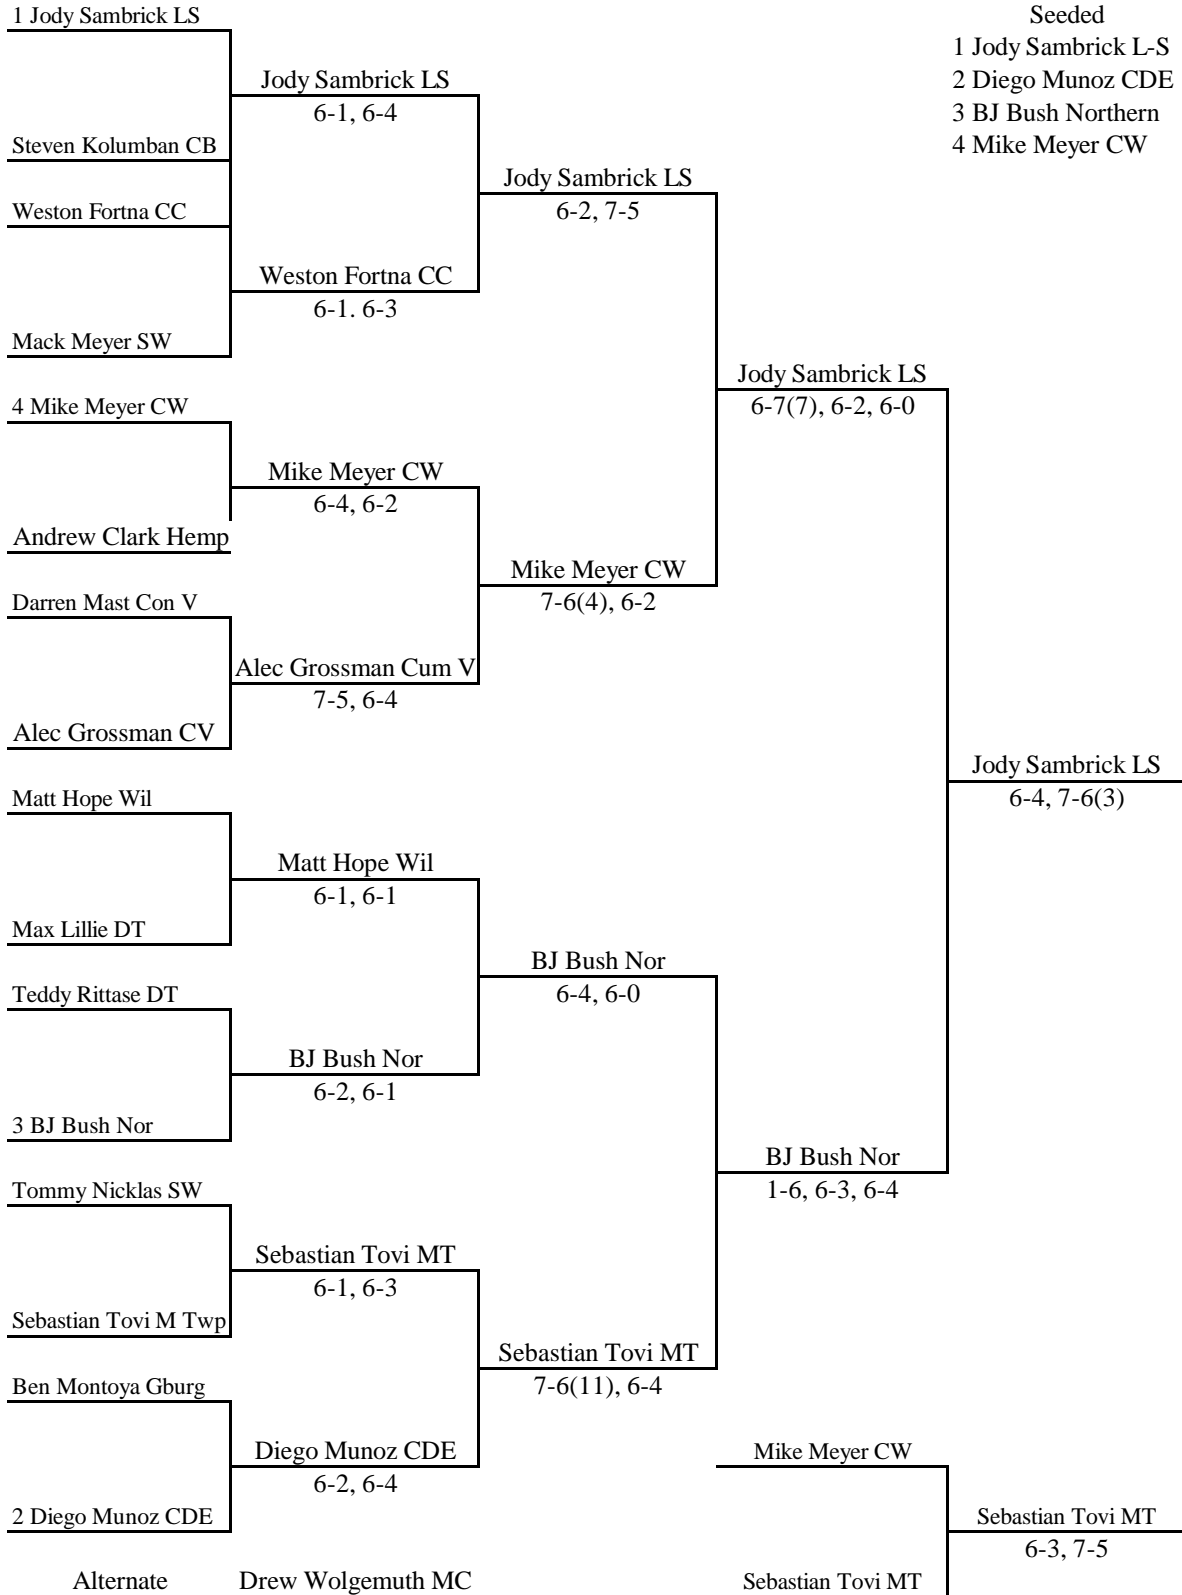 1 Jody Sambrick LS
Seeded
1 Jody Sambrick L-S
2 Diego Munoz CDE
3 BJ Bush Northern
4 Mike Meyer CW
Jody Sambrick LS
6-1, 6-4
Steven Kolumban CB
Jody Sambrick LS
6-2, 7-5
Weston Fortna CC
Weston Fortna CC
6-1. 6-3
Mack Meyer SW
Jody Sambrick LS
6-7(7), 6-2, 6-0
4 Mike Meyer CW
Mike Meyer CW
6-4, 6-2
Andrew Clark Hemp
Mike Meyer CW
7-6(4), 6-2
Darren Mast Con V
Alec Grossman Cum V
7-5, 6-4
Alec Grossman CV
Jody Sambrick LS
6-4, 7-6(3)
Matt Hope Wil
Matt Hope Wil
6-1, 6-1
Max Lillie DT
BJ Bush Nor
6-4, 6-0
Teddy Rittase DT
BJ Bush Nor
6-2, 6-1
3 BJ Bush Nor
BJ Bush Nor
1-6, 6-3, 6-4
Tommy Nicklas SW
Sebastian Tovi MT
6-1, 6-3
Sebastian Tovi M Twp
Sebastian Tovi MT
7-6(11), 6-4
Ben Montoya Gburg
Diego Munoz CDE
6-2, 6-4
Mike Meyer CW
2 Diego Munoz CDE
Sebastian Tovi MT
6-3, 7-5
Alternate Drew Wolgemuth MC
Sebastian Tovi MT